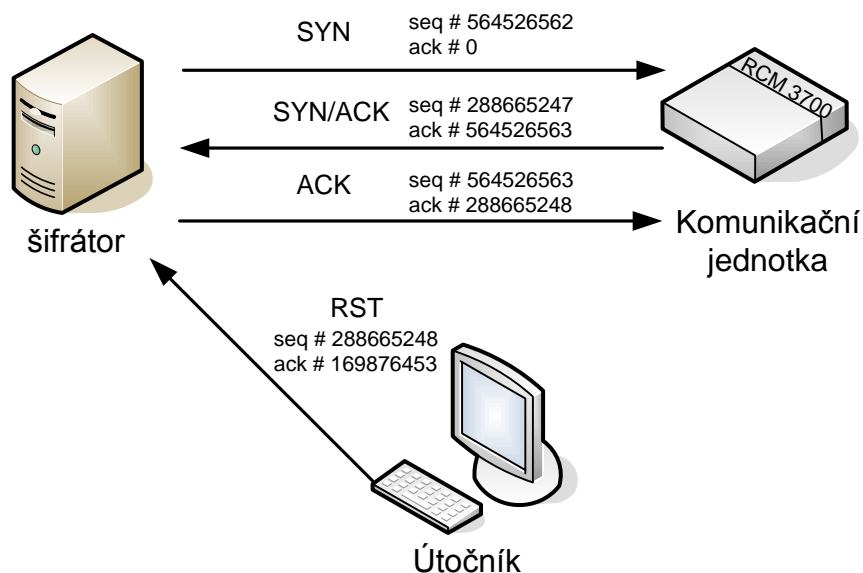 SYN
seq # 564526562
ack # 0
RCM 3700
SYN/ACK
seq # 288665247
ack # 564526563
ACK
seq # 564526563
ack # 288665248
šifrátor
Komunikační
jednotka
RST
seq # 288665248
ack # 169876453
Útočník